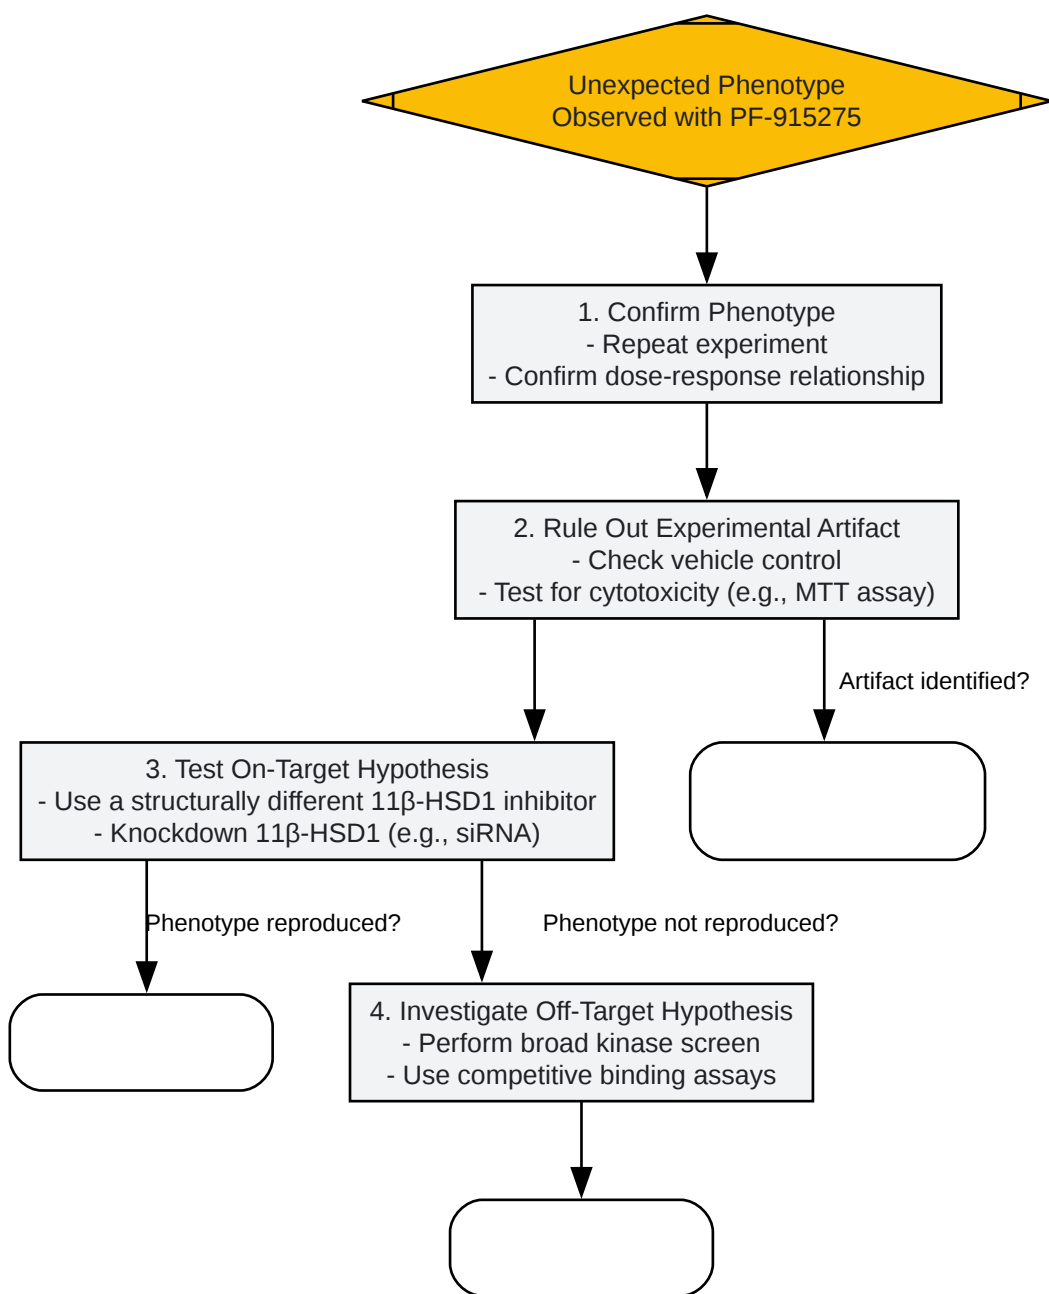 Unexpected Phenotype
Observed with PF-915275
1. Confirm Phenotype
- Repeat experiment
- Confirm dose-response relationship
2. Rule Out Experimental Artifact
- Check vehicle control
- Test for cytotoxicity (e.g., MTT assay)
Artifact identified?
3. Test On-Target Hypothesis
- Use a structurally different 11β-HSD1 inhibitor
- Knockdown 11β-HSD1 (e.g., siRNA)
Phenotype reproduced?
Phenotype not reproduced?
4. Investigate Off-Target Hypothesis
- Perform broad kinase screen
- Use competitive binding assays